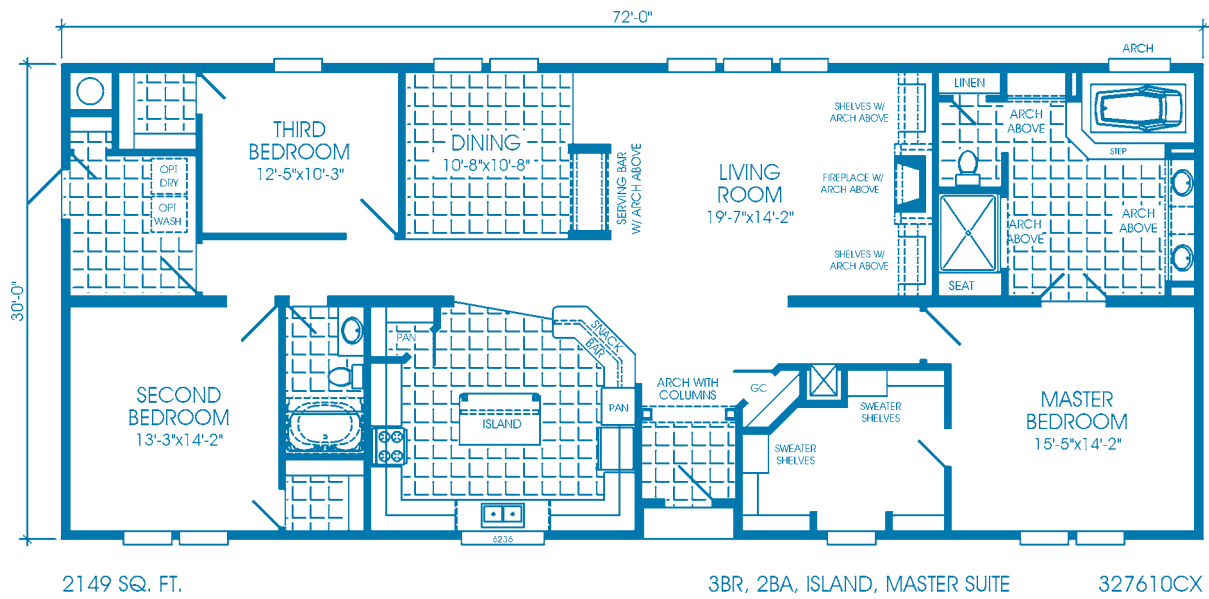 72'-0"
ARCH
30'-0"
LINEN
SHELVES W/
ARCH ABOVE
ARCH
ABOVE
THIRD
BEDROOM
12'-5"x10'-3"
DINING
10'-8"x10'-8"
STEP
OPT
DRY
OPT
WASH
SERVING BAR
W/ ARCH ABOVE
LIVING
ROOM
19'-7"x14'-2"
FIREPLACE W/
ARCH ABOVE
ARCH
ABOVE
ARCH
ABOVE
SHELVES W/
ARCH ABOVE
SEAT
PAN
SNACK
BAR
SECOND
BEDROOM
13'-3"x14'-2"
ISLAND
PAN
ARCH WITH
COLUMNS
GC
SWEATER
SHELVES
SWEATER
SHELVES
MASTER
BEDROOM
15'-5"x14'-2"
6236
2149 SQ. FT.
3BR, 2BA, ISLAND, MASTER SUITE
327610CX